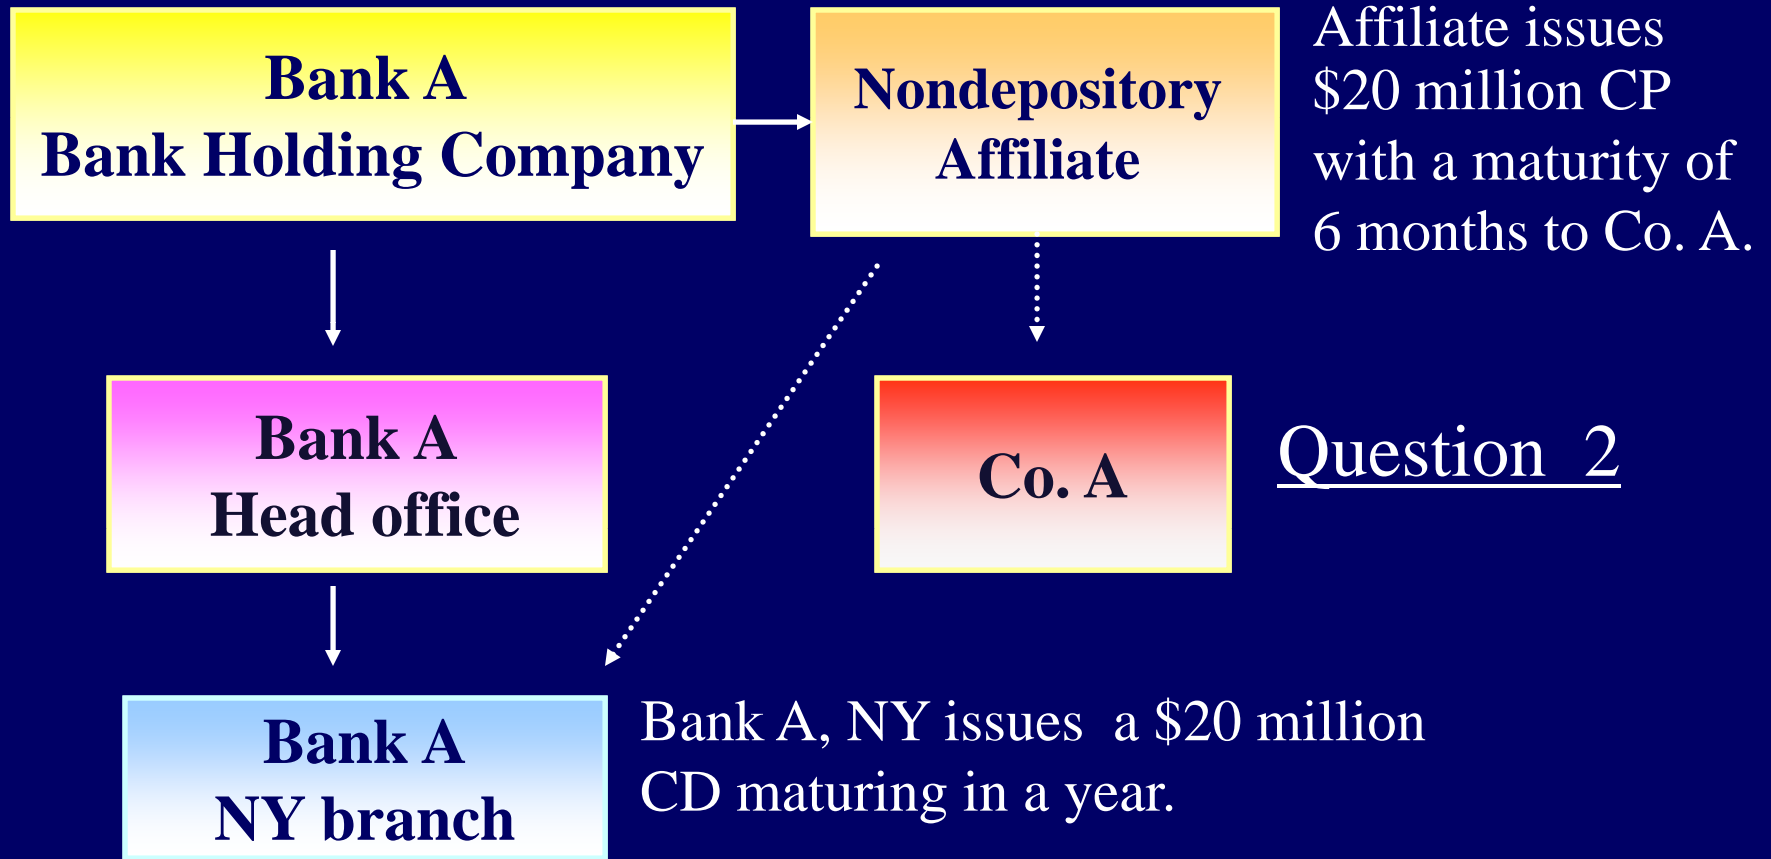 Bank A
Bank Holding Company
Nondepository
Affiliate
Affiliate issues
$20 million CP
with a maturity of
6 months to Co. A.
Bank A
Head office
Co. A
Question 2
Bank A
NY branch
Bank A, NY issues a $20 million
CD maturing in a year.